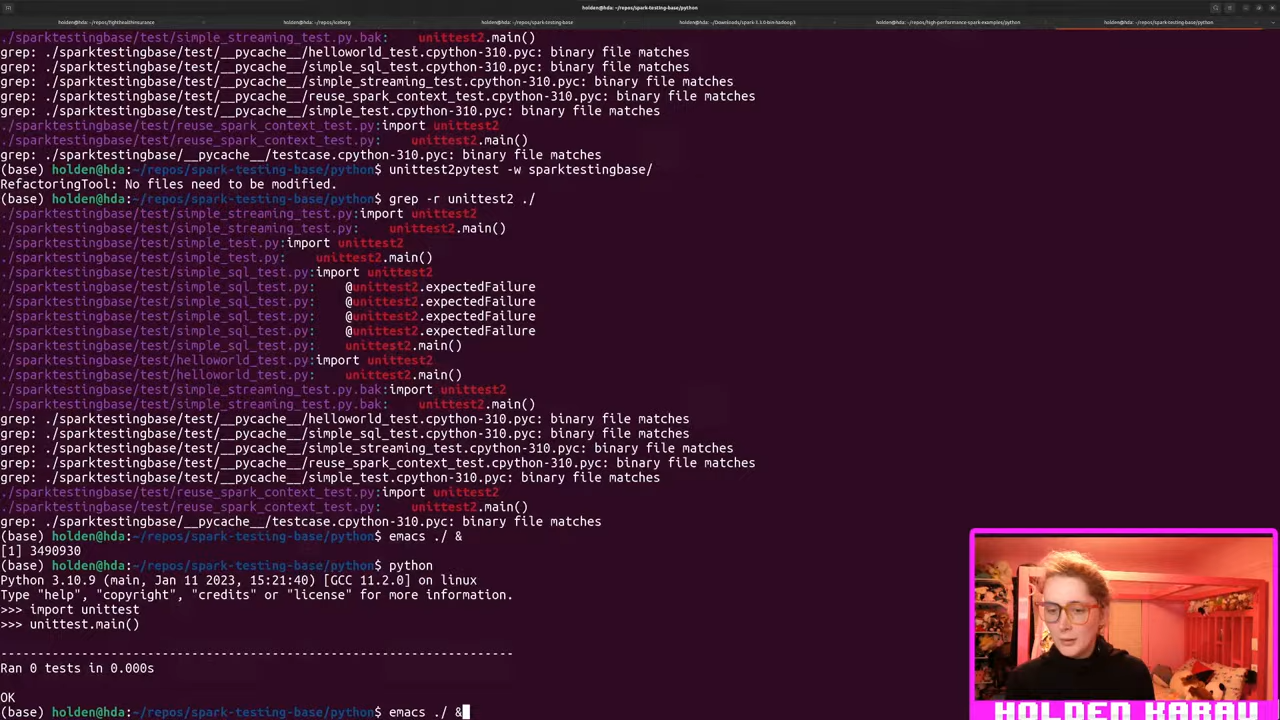 holden@hda: ~/repos/spark-testing-base/python
holden@hda: ~/repos/fighthealthinsurance
holden@hda: ~/repos/iceberg
holden@hda: ~/repos/spark-testing-base
holden@hda: ~/Downloads/spark-3.3.0-bin-hadoop3
holden@hda: ~/repos/high-performance-spark-examples/python
holden@hda: ~/repos/spark-testing-base/python
./sparktestingbase/test/simple_streaming_test.py.bak:    unittest2.main()
grep: ./sparktestingbase/test/__pycache__/helloworld_test.cpython-310.pyc: binary file matches
grep: ./sparktestingbase/test/__pycache__/simple_sql_test.cpython-310.pyc: binary file matches
grep: ./sparktestingbase/test/__pycache__/simple_streaming_test.cpython-310.pyc: binary file matches
grep: ./sparktestingbase/test/__pycache__/reuse_spark_context_test.cpython-310.pyc: binary file matches
grep: ./sparktestingbase/test/__pycache__/simple_test.cpython-310.pyc: binary file matches
./sparktestingbase/test/reuse_spark_context_test.py:import unittest2
./sparktestingbase/test/reuse_spark_context_test.py:    unittest2.main()
grep: ./sparktestingbase/__pycache__/testcase.cpython-310.pyc: binary file matches
(base) holden@hda:~/repos/spark-testing-base/python$ unittest2pytest -w sparktestingbase/
RefactoringTool: No files need to be modified.
(base) holden@hda:~/repos/spark-testing-base/python$ grep -r unittest2 ./
./sparktestingbase/test/simple_streaming_test.py:import unittest2
./sparktestingbase/test/simple_streaming_test.py:    unittest2.main()
./sparktestingbase/test/simple_test.py:import unittest2
./sparktestingbase/test/simple_test.py:    unittest2.main()
./sparktestingbase/test/simple_sql_test.py:import unittest2
./sparktestingbase/test/simple_sql_test.py:    @unittest2.expectedFailure
./sparktestingbase/test/simple_sql_test.py:    @unittest2.expectedFailure
./sparktestingbase/test/simple_sql_test.py:    @unittest2.expectedFailure
./sparktestingbase/test/simple_sql_test.py:    @unittest2.expectedFailure
./sparktestingbase/test/simple_sql_test.py:    unittest2.main()
./sparktestingbase/test/helloworld_test.py:import unittest2
./sparktestingbase/test/helloworld_test.py:    unittest2.main()
./sparktestingbase/test/simple_streaming_test.py.bak:import unittest2
./sparktestingbase/test/simple_streaming_test.py.bak:    unittest2.main()
grep: ./sparktestingbase/test/__pycache__/helloworld_test.cpython-310.pyc: binary file matches
grep: ./sparktestingbase/test/__pycache__/simple_sql_test.cpython-310.pyc: binary file matches
grep: ./sparktestingbase/test/__pycache__/simple_streaming_test.cpython-310.pyc: binary file matches
grep: ./sparktestingbase/test/__pycache__/reuse_spark_context_test.cpython-310.pyc: binary file matches
grep: ./sparktestingbase/test/__pycache__/simple_test.cpython-310.pyc: binary file matches
./sparktestingbase/test/reuse_spark_context_test.py:import unittest2
./sparktestingbase/test/reuse_spark_context_test.py:    unittest2.main()
grep: ./sparktestingbase/__pycache__/testcase.cpython-310.pyc: binary file matches
(base) holden@hda:~/repos/spark-testing-base/python$ emacs ./ &
[1] 3490930
(base) holden@hda:~/repos/spark-testing-base/python$ python
Python 3.10.9 (main, Jan 11 2023, 15:21:40) [GCC 11.2.0] on linux
Type "help", "copyright", "credits" or "license" for more information.
>>> import unittest
>>> unittest.main()
----------------------------------------------------------------------
Ran 0 tests in 0.000s
OK
(base) holden@hda:~/repos/spark-testing-base/python$ emacs ./ &
HOLDEN KARAU